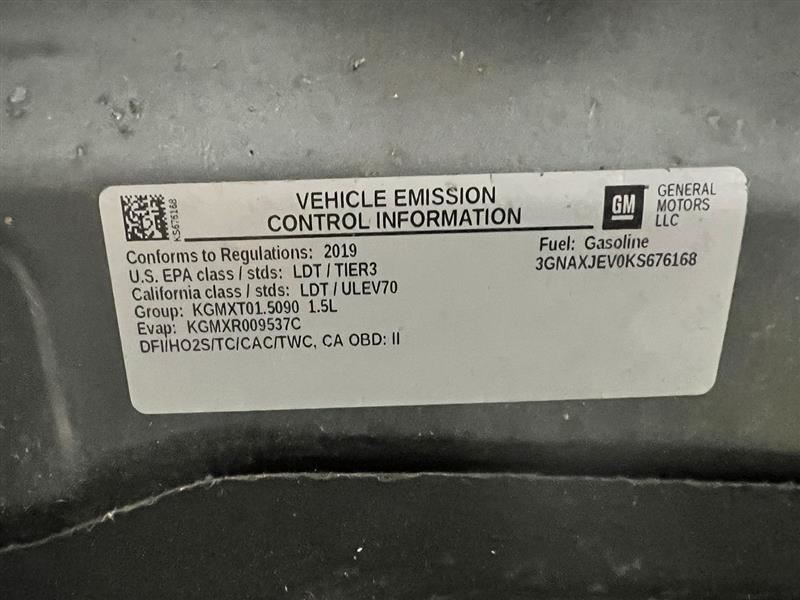 VEHICLE EMISSION
CONTROL INFORMATION
GM
GENERAL
MOTORS
LLC
KS676168
Conforms to Regulations: 2019
Fuel: Gasoline
U.S. EPA class / stds: LDT / TIER3
3GNAXJEV0KS676168
California class / stds: LDT / ULEV70
Group: KGMXT01.5090 1.5L
Evap: KGMXR009537C
DFI/HO2S/TC/CAC/TWC, CA OBD: II